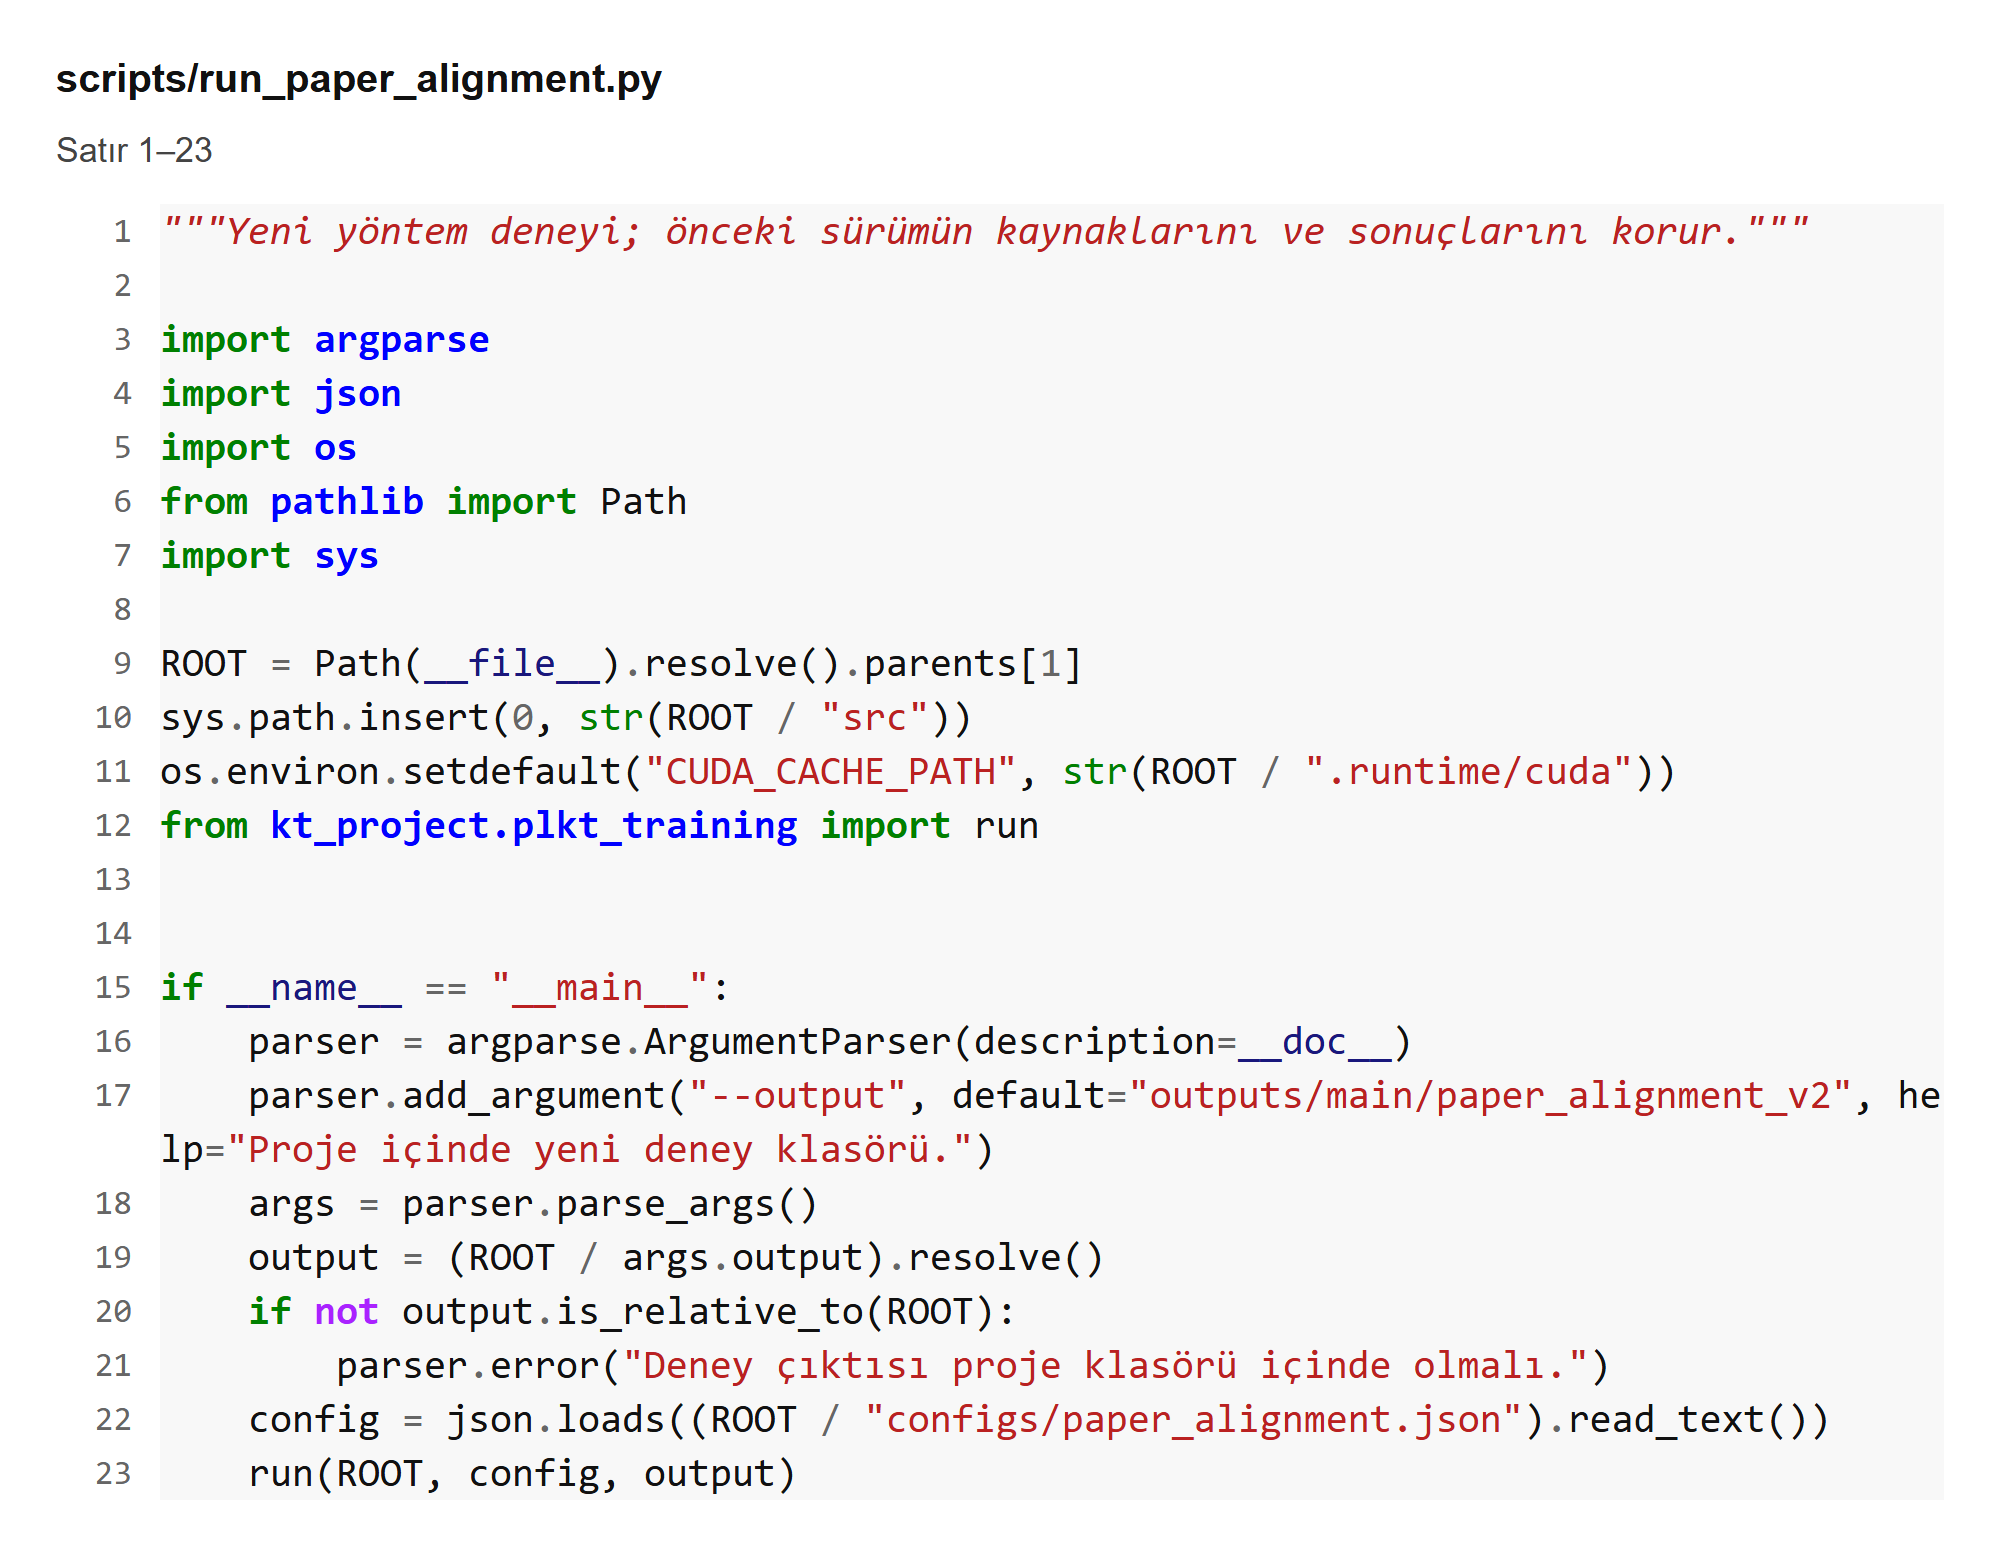 scripts/run_paper_alignment.py
Satır 1–23
1 """Yeni yöntem deneyi; önceki sürümün kaynaklarını ve sonuçlarını korur."""
2
3 import argparse
4 import json
5 import os
6 from pathlib import Path
7 import sys
8
9 ROOT = Path(__file__).resolve().parents[1]
10 sys.path.insert(0, str(ROOT / "src"))
11 os.environ.setdefault("CUDA_CACHE_PATH", str(ROOT / ".runtime/cuda"))
12 from kt_project.plkt_training import run
13
14
15 if __name__ == "__main__":
16     parser = argparse.ArgumentParser(description=__doc__)
17     parser.add_argument("--output", default="outputs/main/paper_alignment_v2", he
lp="Proje içinde yeni deney klasörü.")
18     args = parser.parse_args()
19     output = (ROOT / args.output).resolve()
20     if not output.is_relative_to(ROOT):
21         parser.error("Deney çıktısı proje klasörü içinde olmalı.")
22     config = json.loads((ROOT / "configs/paper_alignment.json").read_text())
23     run(ROOT, config, output)